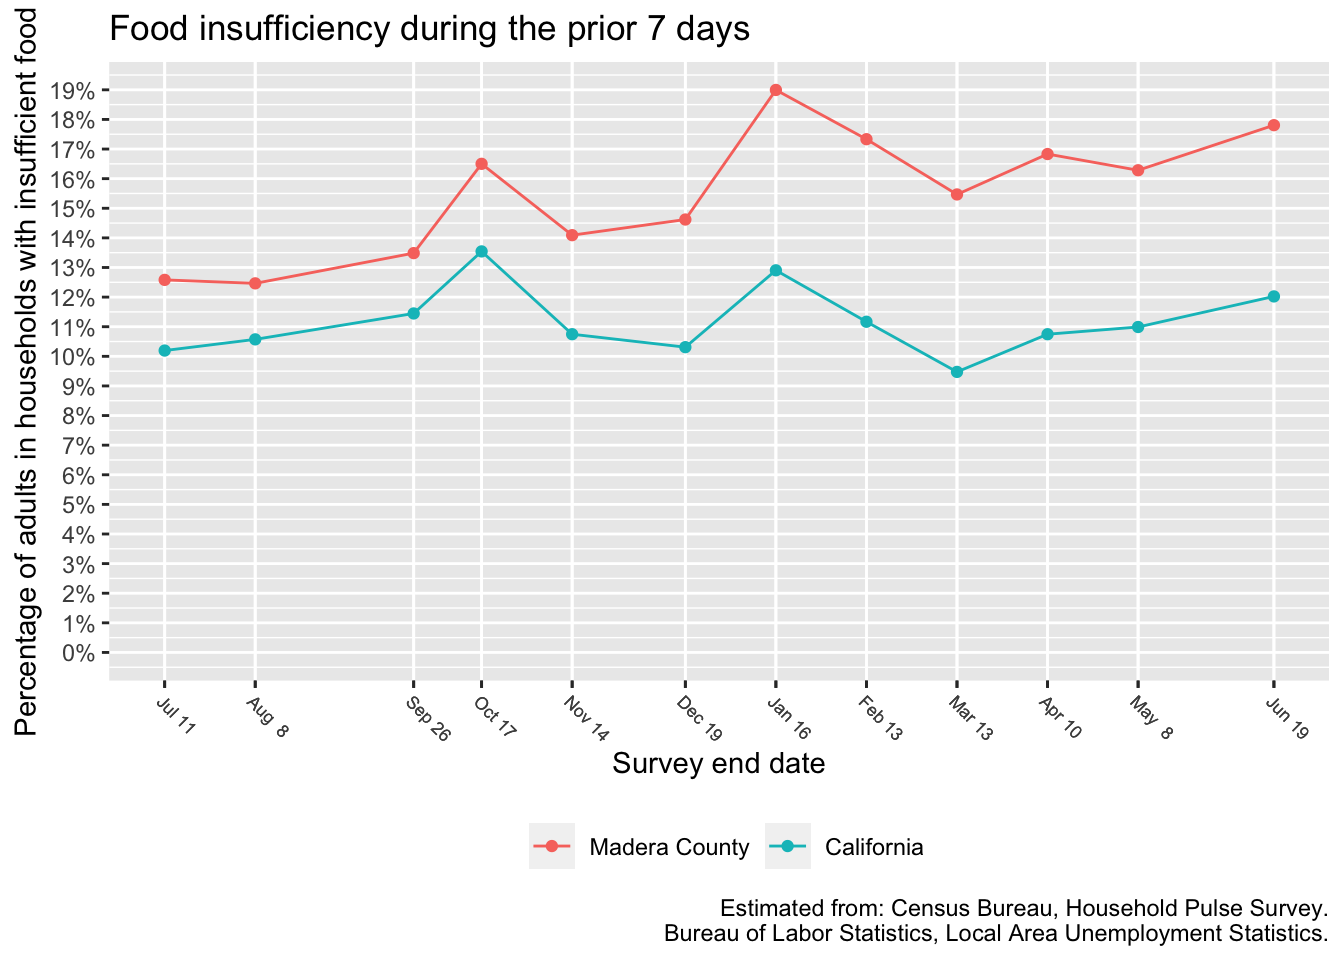 Food insufficiency during the prior 7 days
Percentage of adults in households with insufficient food
19%
18%
17%
16%
15%
14%
13%
12%
11%
10%
9%
8%
7%
6%
5%
4%
3%
2%
1%
0%
Jul 11
Aug 8
Sep 26
Oct 17
Nov 14
Dec 19
Jan 16
Feb 13
Mar 13
Apr 10
May 8
Jun 19
Survey end date
Madera County
California
Estimated from: Census Bureau, Household Pulse Survey.
Bureau of Labor Statistics, Local Area Unemployment Statistics.